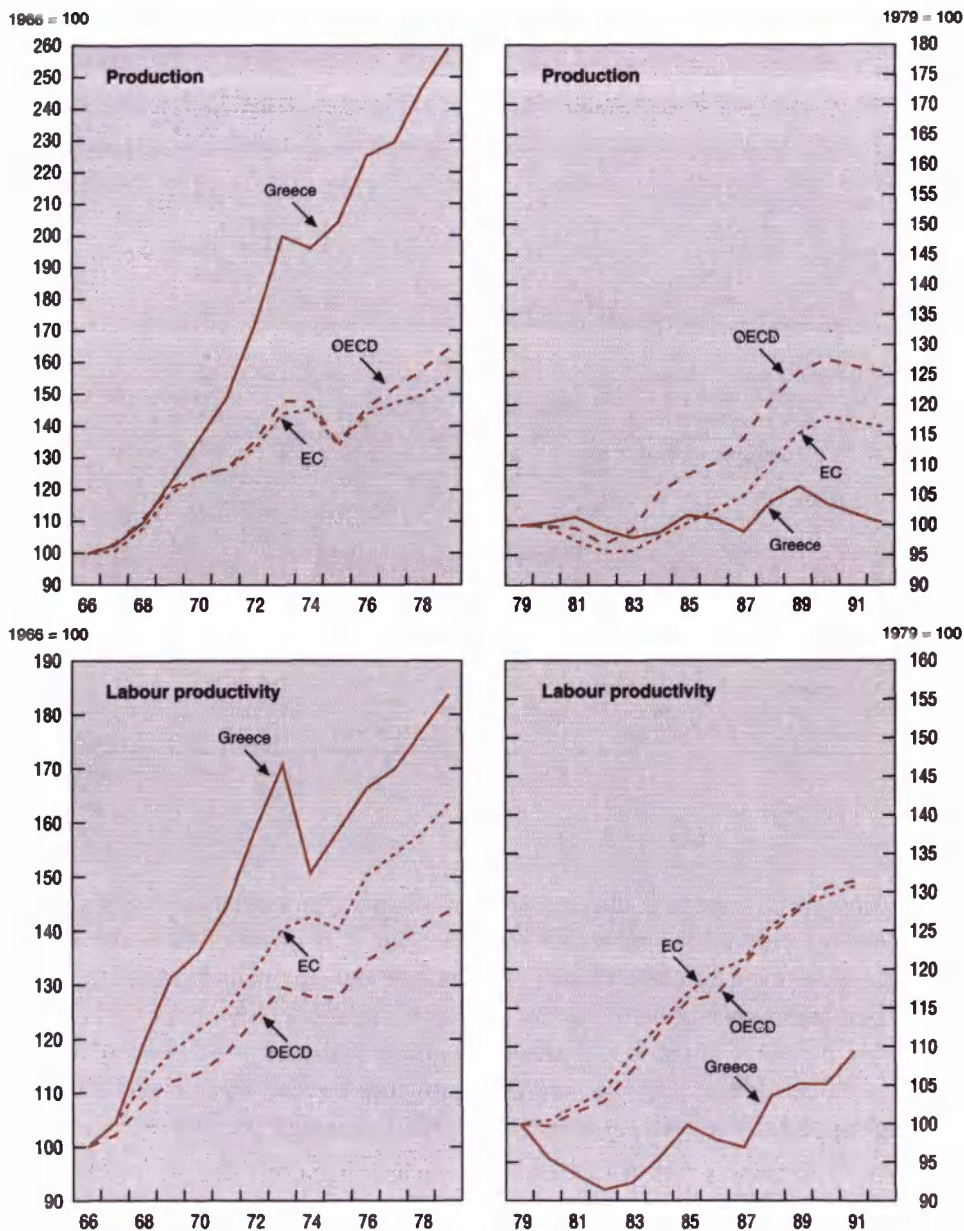 1966 = 100
260
250
240
230
220
210
200
190
180
170
160
150
140
130
120
110
100
90
Production
Greece
OECD
EC
66 68 70 72 74 76 78
1979 = 100
180
175
170
165
160
155
150
145
140
135
130
125
120
115
110
105
100
95
90
Production
OECD
EC
Greece
79 81 83 85 87 89 91
1966 = 100
190
180
170
160
150
140
130
120
110
100
90
Labour productivity
Greece
EC
OECD
66 68 70 72 74 76 78
1979 = 100
160
155
150
145
140
135
130
125
120
115
110
105
100
95
90
Labour productivity
EC
OECD
Greece
79 81 83 85 87 89 91